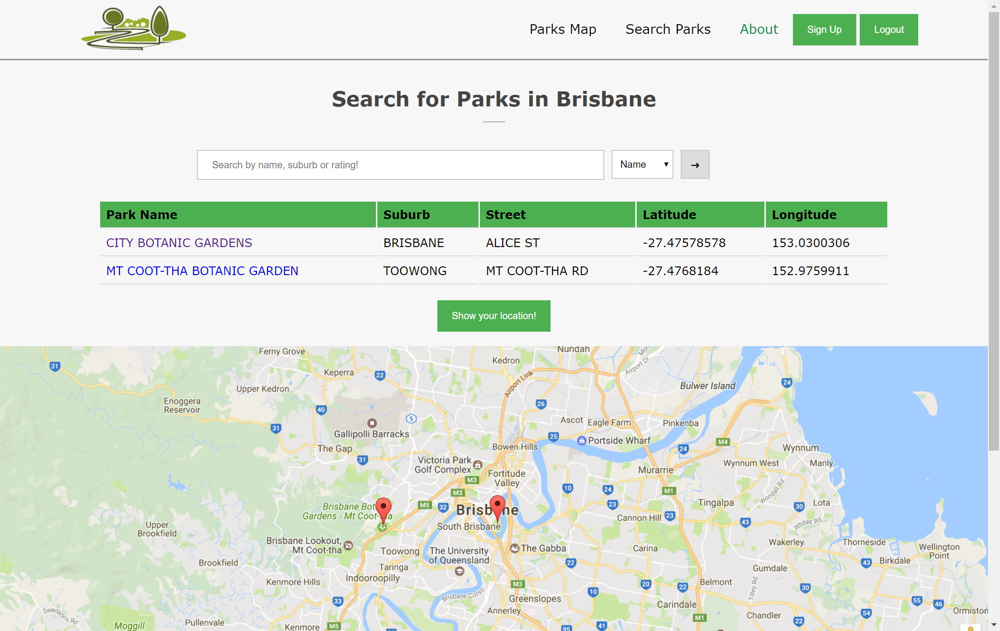 Parks Map Search Parks About Sign Up Logout
Search for Parks in Brisbane
Search by name, suburb or rating! Name →
Park Name Suburb Street Latitude Longitude
CITY BOTANIC GARDENS BRISBANE ALICE ST -27.47578578 153.0300306
MT COOT-THA BOTANIC GARDEN TOOWONG MT COOT-THA RD -27.4768184 152.9759911
Show your location!
Ferny Grove
Nundah
Kedron
Airport Dr
31
Keperra
22
Airport Link
24
Bulwer Island
Upper Kedron
Enoggera
Reservoir
40
26
5
Ascot
Eagle Farm
Pinkenba
31
Gallipolli Barracks
25
Portside Wharf
M4
The Gap
Bowen Hills
24
Wynnum
31
Victoria Park
Golf Complex
Wynnum West
Manly
Murarrie
Fortitude
Valley
M3
10
24
M1
Wondall Rd
M3
Tingalpa
Lota
M5
32
23
30
Brisbane
Gardens - Mt Coot-
South Brisbane
Cannon Hill
23
43
Whites Rd
Upper
Brookfield
Brisbane Lookout,
Mt Coot-tha
Toowong
The University
of Queensland
The Gabba
Carina
Wakerley
Thorneside
Wellington
Point
Brookfield
Taringa
22
43
Birkdale
Gumdale
Indooroopilly
Kenmore Hills
M3
20
22
Belmont
Tilley Rd
30
10
Brisbane Corso
Greenslopes
33
Carindale
55
46
Annerley
Swensons Rd
Chandler
54
Ormiston
M1
22
Moggill
Pullenvale
Kenmore
M5
95
41